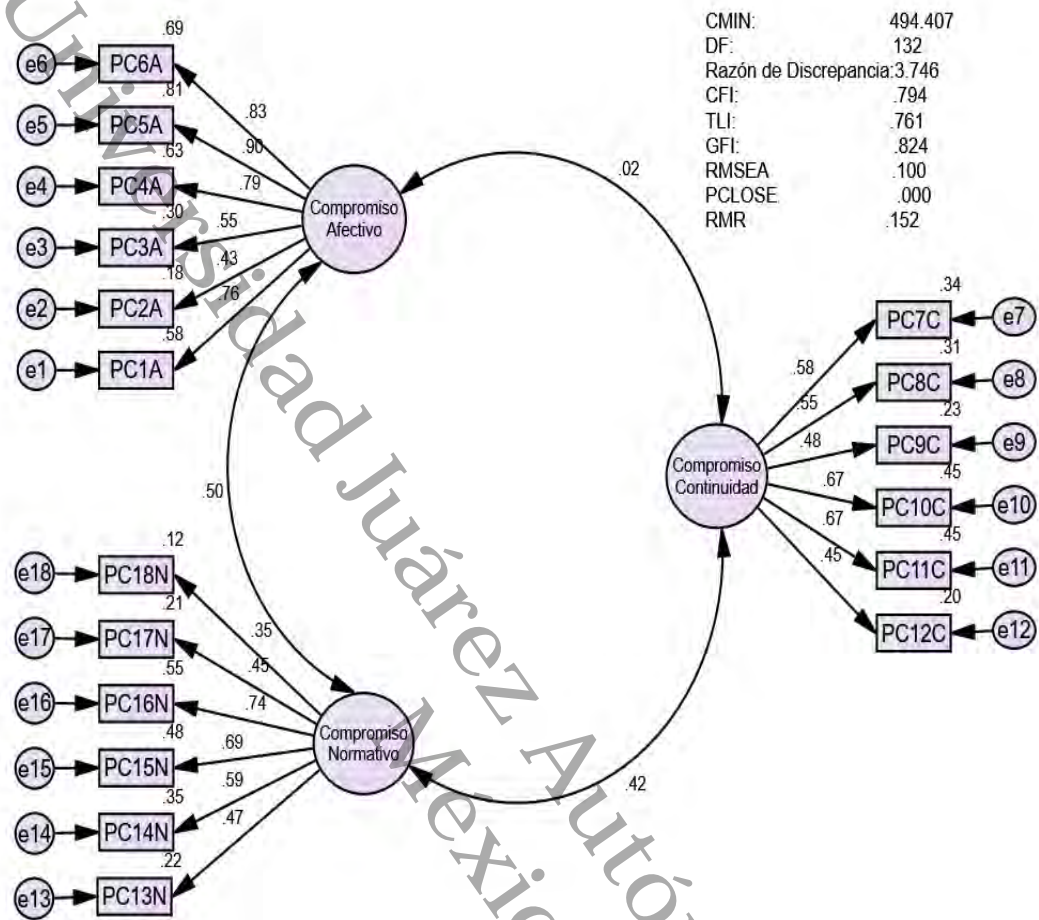 CMIN: 494.407
DF: 132
Razón de Discrepancia:3.746
CFI: .794
TLI: .761
GFI: .824
RMSEA .100
PCLOSE .000
RMR .152
.69
e6 PC6A .83
.81
e5 PC5A .90
.63
e4 PC4A .79
.30
e3 PC3A .55
.18
e2 PC2A .43
.58
e1 PC1A .76
Compromiso
Afectivo
.02
.50
.34
.58 PC7C e7
.31
.55 PC8C e8
.23
.48 PC9C e9
.45
.67 PC10C e10
.45
.67 PC11C e11
.20
.45 PC12C e12
Compromiso
Continuidad
.42
.12
e18 PC18N .35
.21
e17 PC17N .45
.55
e16 PC16N .74
.48
e15 PC15N .69
.35
e14 PC14N .59
.22
e13 PC13N .47
Compromiso
Normativo
Universidad Juárez Autó
México